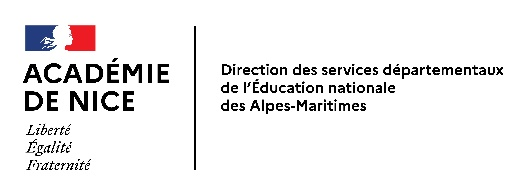 ACADÉMIE
DE NICE
Liberté
Égalité
Fraternité
Direction des services départementaux
de l'Éducation nationale
des Alpes-Maritimes